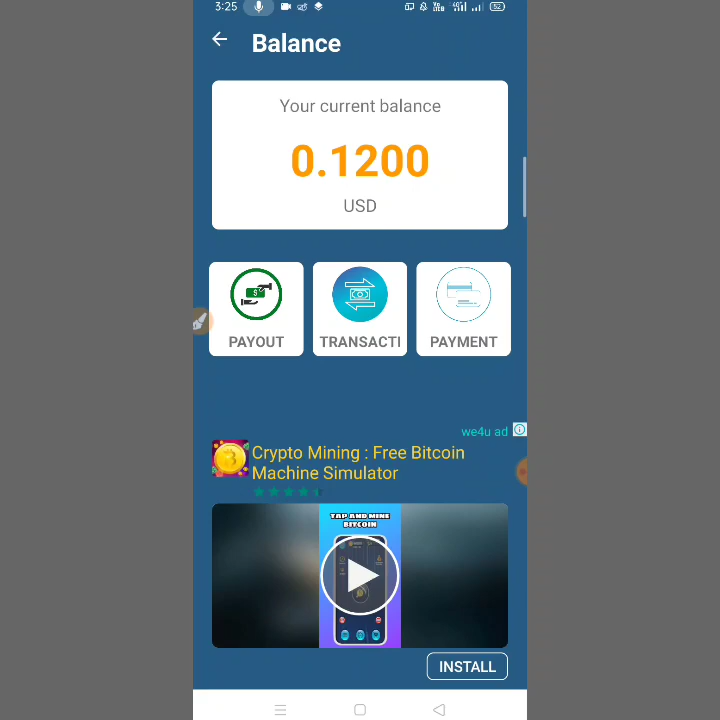 3:25
52
Balance
Your current balance
0.1200
USD
PAYOUT
TRANSACTI
PAYMENT
we4u ad
Crypto Mining : Free Bitcoin
Machine Simulator
TAP AND MINE
BITCOIN
INSTALL